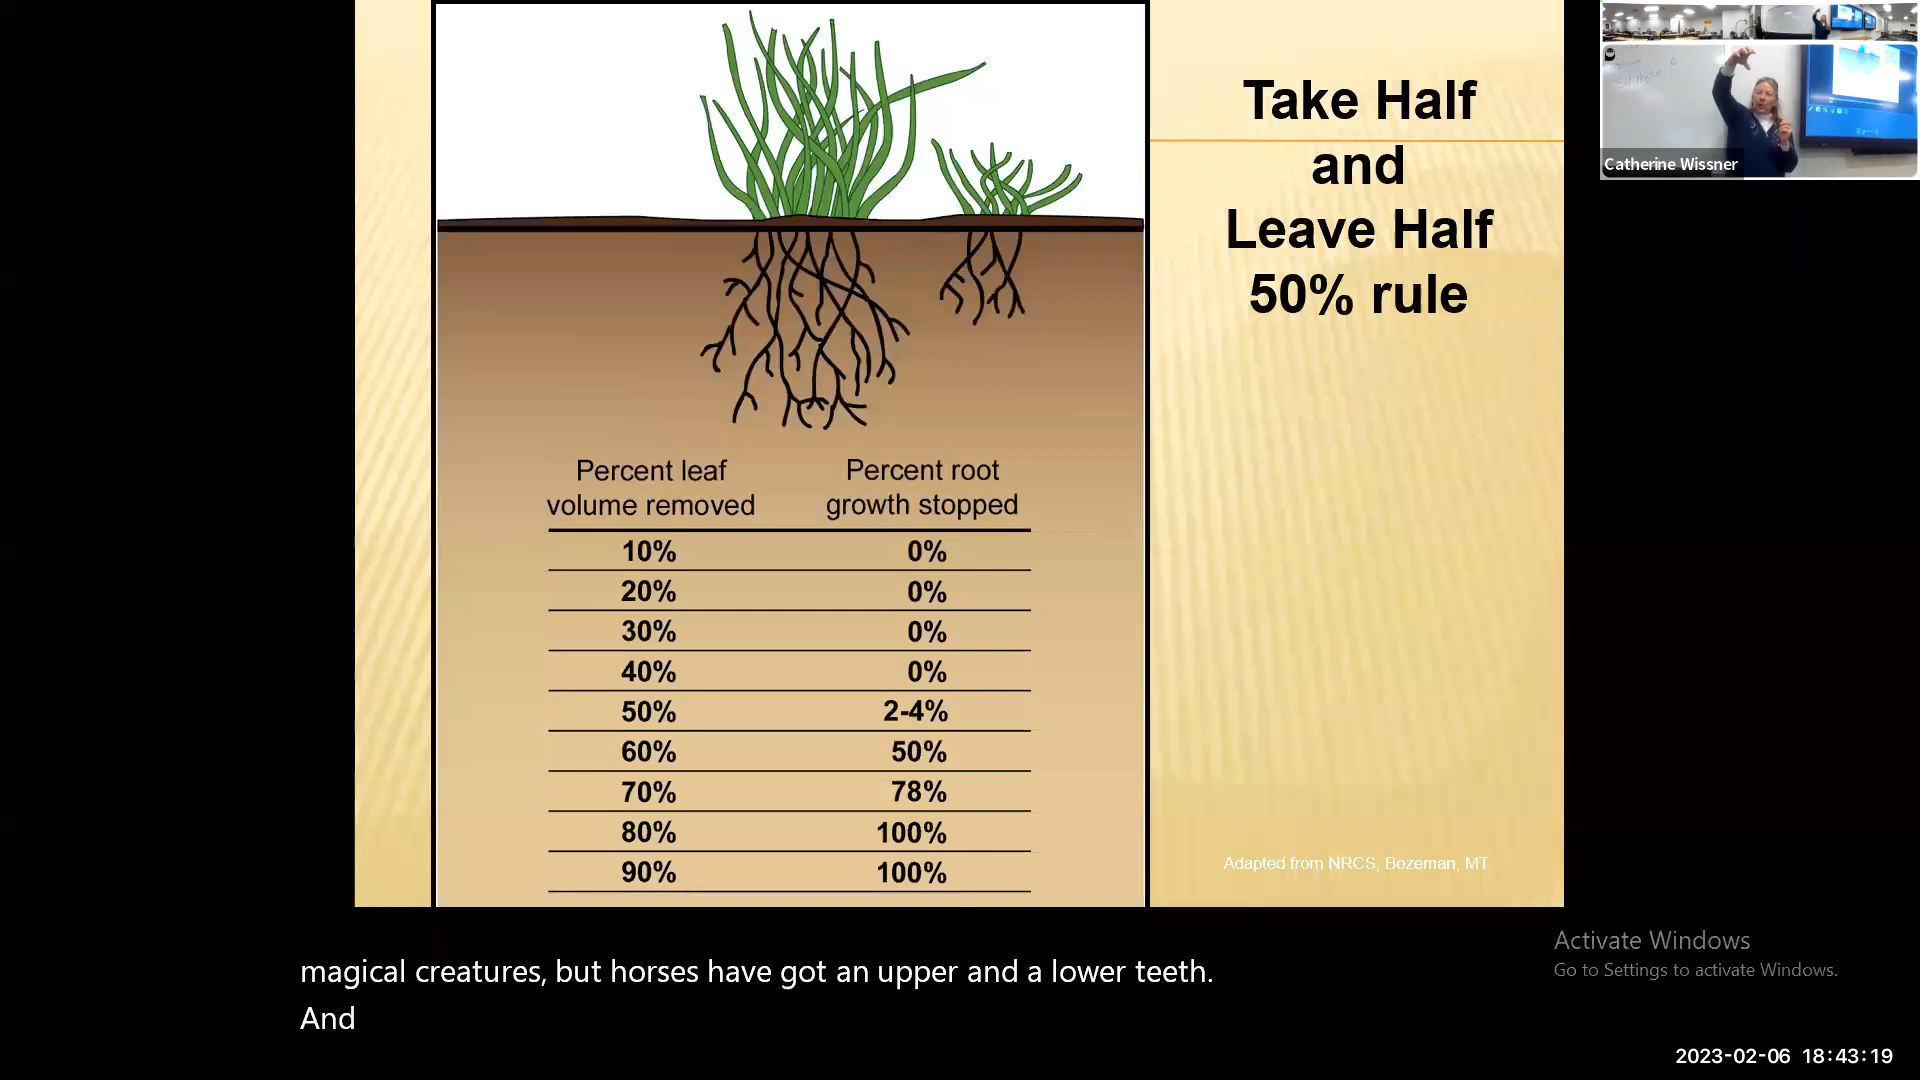 Take Half
and
Leave Half
50% rule
Percent leaf
volume removed
Percent root
growth stopped
10% 0%
20% 0%
30% 0%
40% 0%
50% 2-4%
60% 50%
70% 78%
80% 100%
90% 100%
Adapted from NRCS, Bozeman, MT
Catherine Wissner
magical creatures, but horses have got an upper and a lower teeth.
And
Activate Windows
Go to Settings to activate Windows.
2023-02-06 18:43:19